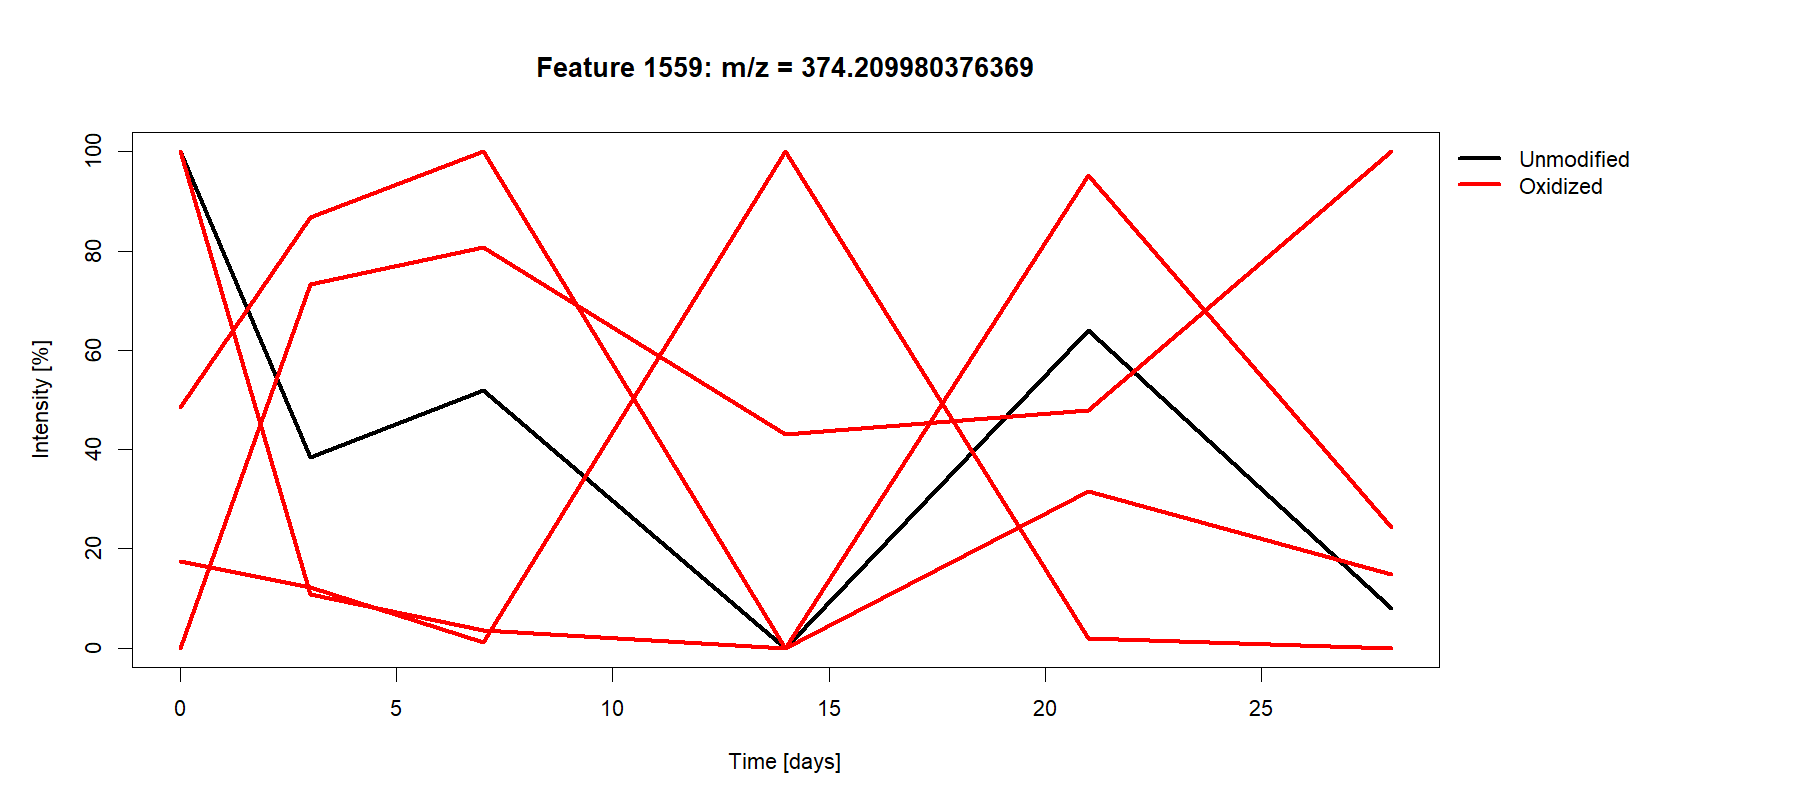 Feature 1559: m/z = 374.209980376369
Unmodified
Oxidized
100
80
60
40
20
0
Intensity [%]
0 5 10 15 20 25
Time [days]